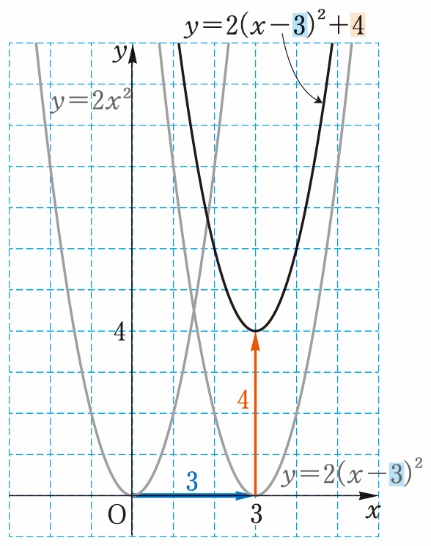 y=2(x−3)²+4
y
y=2x²
4
4
3
y=2(x−3)²
O
3
x